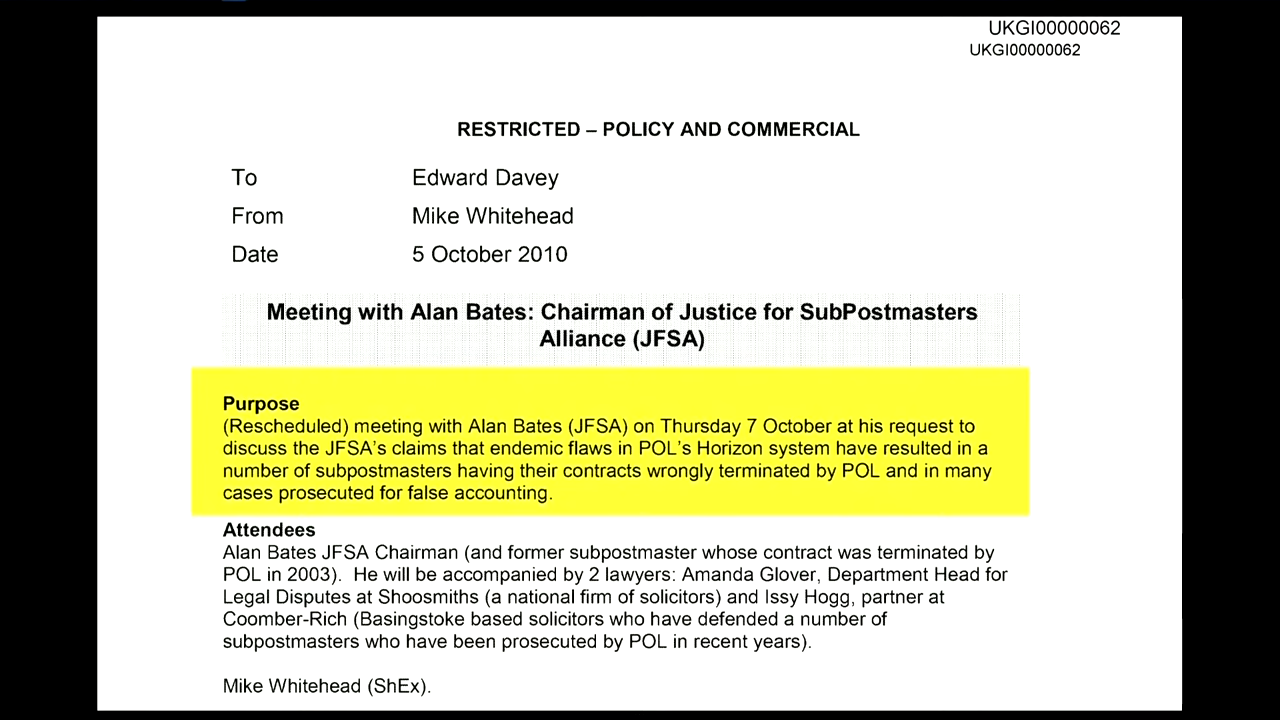 UKGI00000062
UKGI00000062
RESTRICTED – POLICY AND COMMERCIAL
To Edward Davey
From Mike Whitehead
Date 5 October 2010
Meeting with Alan Bates: Chairman of Justice for SubPostmasters
Alliance (JFSA)
Purpose
(Rescheduled) meeting with Alan Bates (JFSA) on Thursday 7 October at his request to
discuss the JFSA's claims that endemic flaws in POL's Horizon system have resulted in a
number of subpostmasters having their contracts wrongly terminated by POL and in many
cases prosecuted for false accounting.
Attendees
Alan Bates JFSA Chairman (and former subpostmaster whose contract was terminated by
POL in 2003).  He will be accompanied by 2 lawyers: Amanda Glover, Department Head for
Legal Disputes at Shoosmiths (a national firm of solicitors) and Issy Hogg, partner at
Coomber-Rich (Basingstoke based solicitors who have defended a number of
subpostmasters who have been prosecuted by POL in recent years).
Mike Whitehead (ShEx).